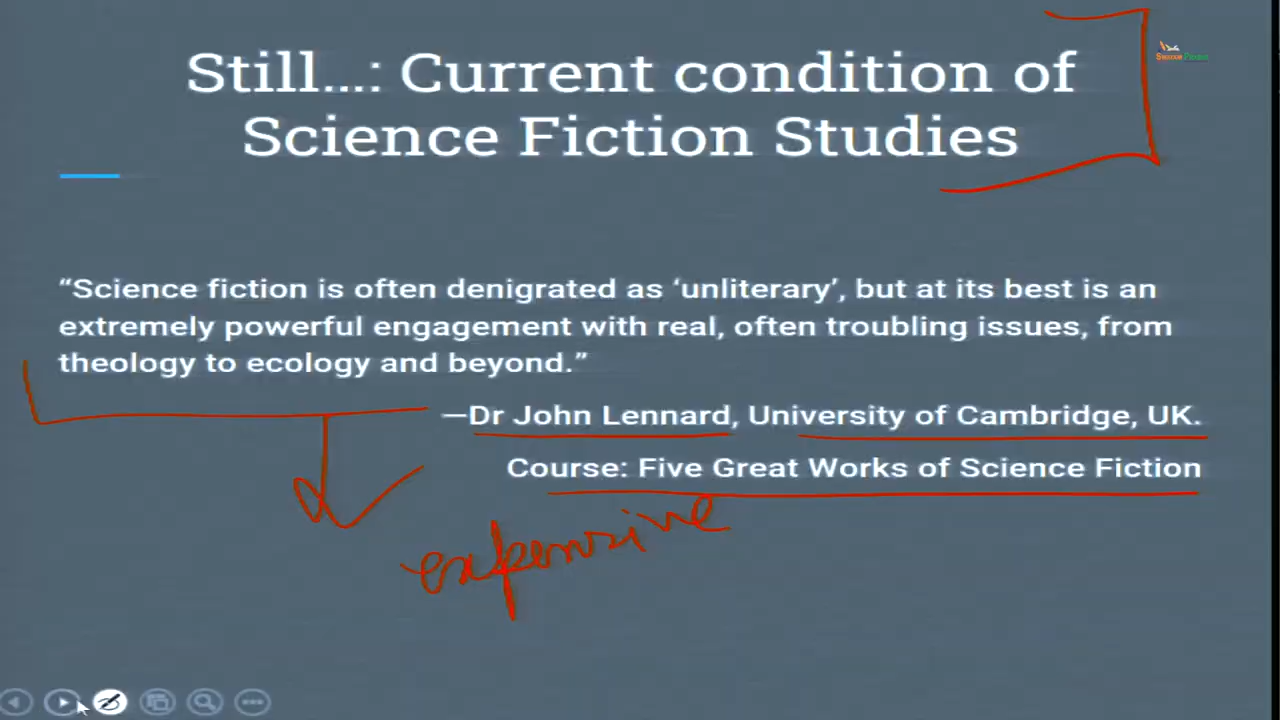 Still...: Current condition of
Science Fiction Studies
“Science fiction is often denigrated as ‘unliterary’, but at its best is an
extremely powerful engagement with real, often troubling issues, from
theology to ecology and beyond.”
—Dr John Lennard, University of Cambridge, UK.
Course: Five Great Works of Science Fiction
expensive